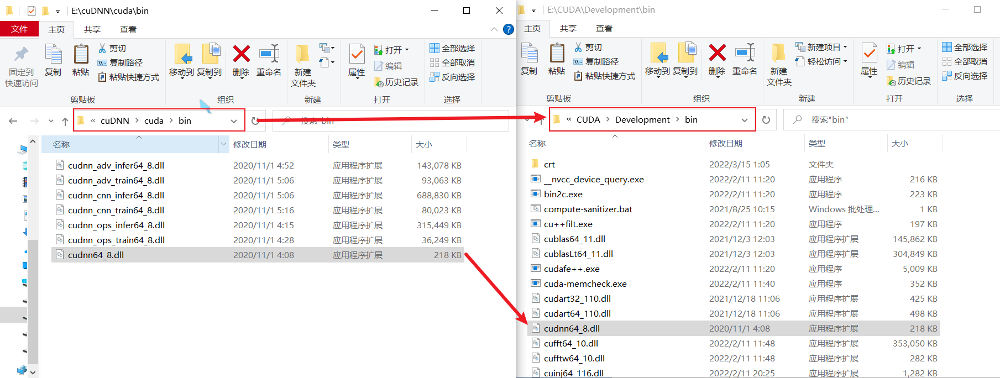 E:\cuDNN\cuda\bin
文件 主页 共享 查看
固定到快速访问
复制
粘贴
剪切
复制路径
粘贴快捷方式
移动到
复制到
删除
重命名
新建文件夹
属性
打开
编辑
历史记录
全部选择
全部取消
反向选择
剪贴板 组织 新建 打开 选择
« cuDNN > cuda > bin
搜索"bin"
名称 修改日期 类型 大小
cudnn_adv_infer64_8.dll 2020/11/1 4:52 应用程序扩展 143,078 KB
cudnn_adv_train64_8.dll 2020/11/1 5:06 应用程序扩展 93,063 KB
cudnn_cnn_infer64_8.dll 2020/11/1 5:06 应用程序扩展 688,830 KB
cudnn_cnn_train64_8.dll 2020/11/1 5:16 应用程序扩展 80,023 KB
cudnn_ops_infer64_8.dll 2020/11/1 4:15 应用程序扩展 315,449 KB
cudnn_ops_train64_8.dll 2020/11/1 4:28 应用程序扩展 36,249 KB
cudnn64_8.dll 2020/11/1 4:08 应用程序扩展 218 KB
E:\CUDA\Development\bin
主页 共享 查看
复制
粘贴
剪切
复制路径
粘贴快捷方式
移动到
复制到
删除
重命名
新建文件夹
新建项目
轻松访问
属性
打开
编辑
历史记录
全部选择
全部取消
反向选择
剪贴板 组织 新建 打开 选择
« CUDA > Development > bin
搜索"bin"
名称 修改日期 类型 大小
crt 2022/3/15 1:05 文件夹
__nvcc_device_query.exe 2022/2/11 11:20 应用程序 216 KB
bin2c.exe 2022/2/11 11:20 应用程序 223 KB
compute-sanitizer.bat 2021/8/25 10:15 Windows 批处理... 1 KB
cu++filt.exe 2022/2/11 11:20 应用程序 197 KB
cublas64_11.dll 2021/12/3 12:03 应用程序扩展 145,862 KB
cublasLt64_11.dll 2021/12/3 12:03 应用程序扩展 304,849 KB
cudafe++.exe 2022/2/11 11:20 应用程序 5,009 KB
cuda-memcheck.exe 2022/2/11 11:40 应用程序 352 KB
cudart32_110.dll 2021/12/18 11:06 应用程序扩展 425 KB
cudart64_110.dll 2021/12/18 11:06 应用程序扩展 498 KB
cudnn64_8.dll 2020/11/1 4:08 应用程序扩展 218 KB
cufft64_10.dll 2022/2/11 11:48 应用程序扩展 353,050 KB
cufftw64_10.dll 2022/2/11 11:48 应用程序扩展 282 KB
cuinj64_116.dll 2022/2/11 20:25 应用程序扩展 1,282 KB